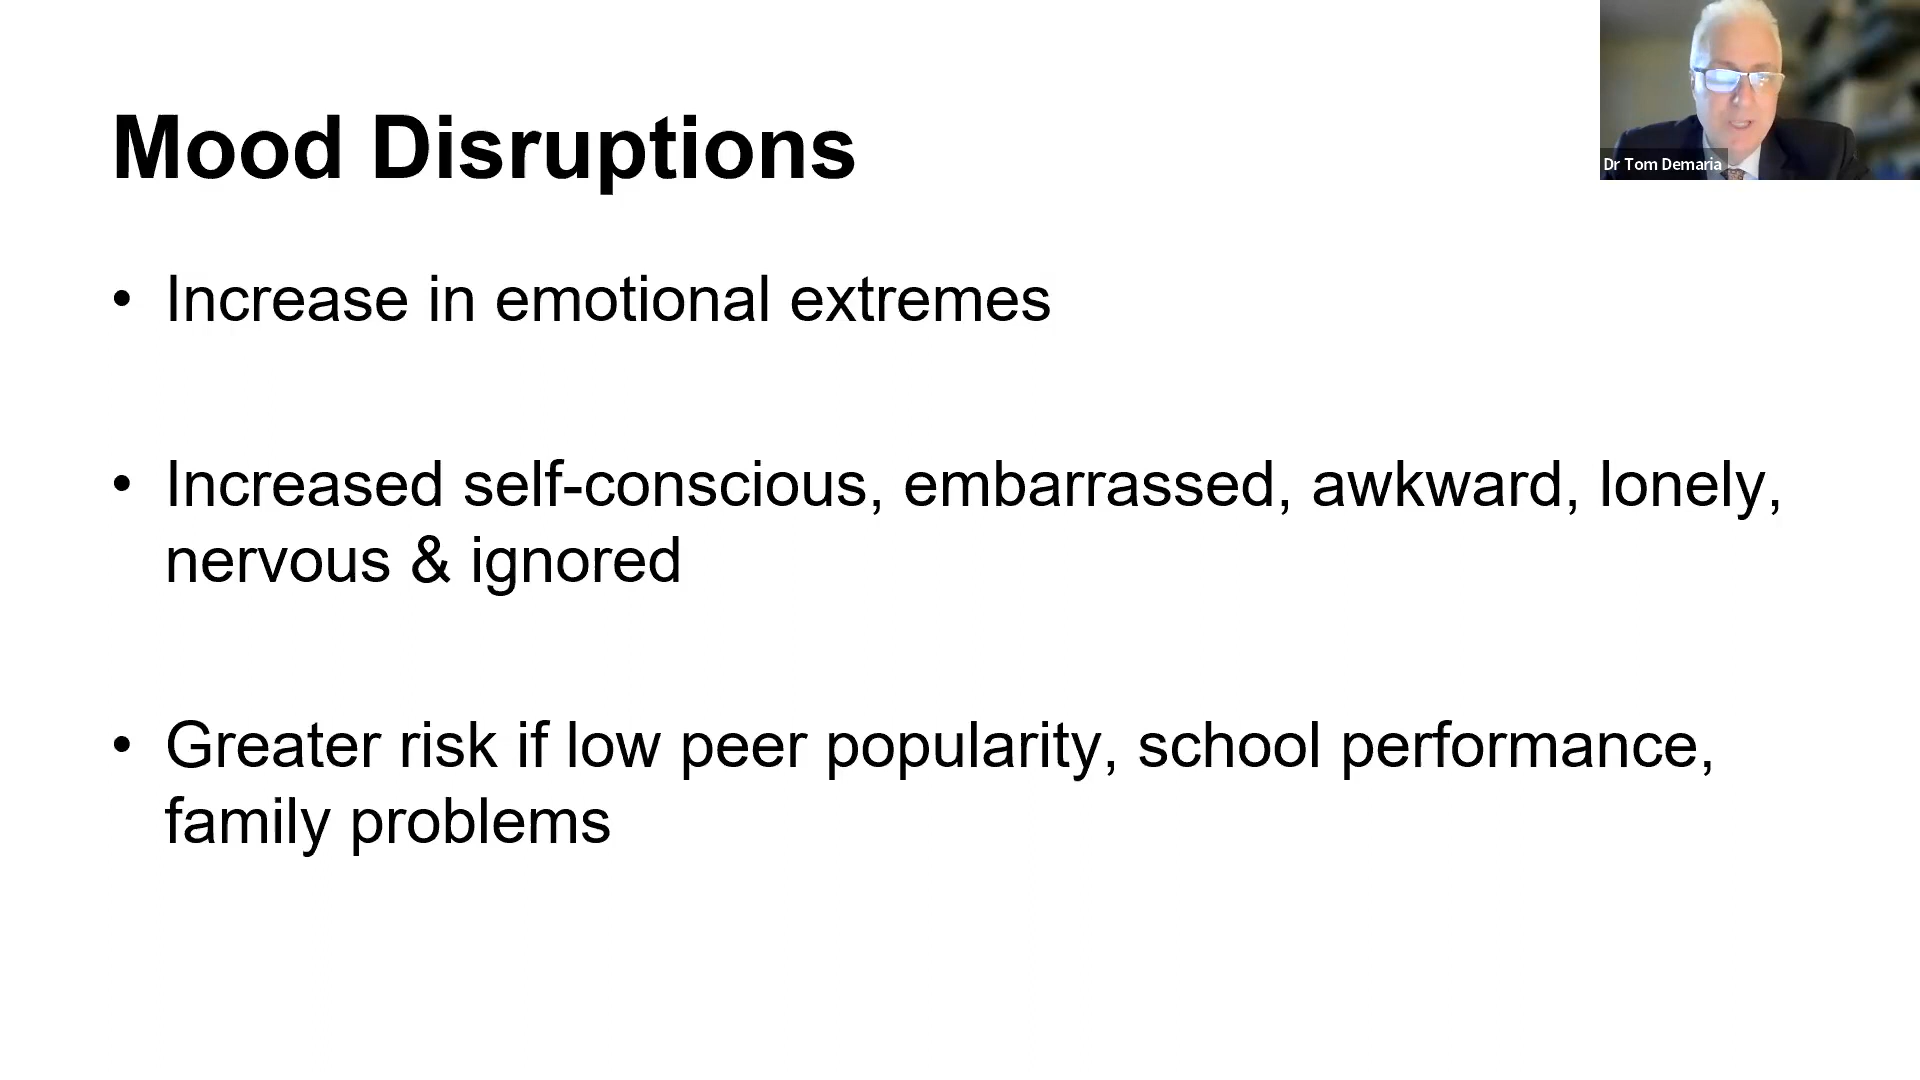 Mood Disruptions
Dr Tom Demaria
• Increase in emotional extremes
• Increased self-conscious, embarrassed, awkward, lonely,
nervous & ignored
• Greater risk if low peer popularity, school performance,
family problems